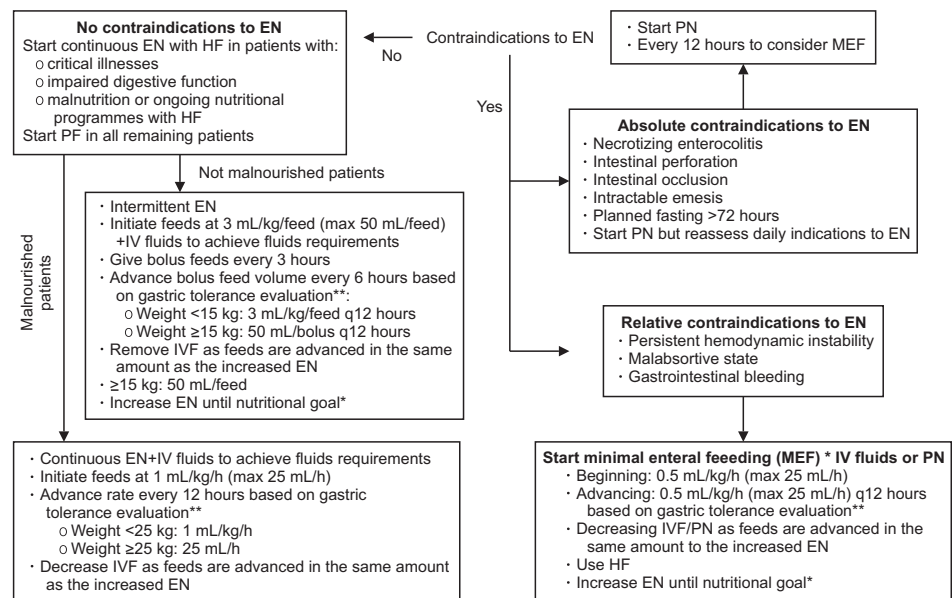 No contraindications to EN
Start continuous EN with HF in patients with:
○ critical illnesses
○ impaired digestive function
○ malnutrition or ongoing nutritional
programmes with HF
Start PF in all remaining patients
No
Contraindications to EN
Yes
· Start PN
· Every 12 hours to consider MEF
Absolute contraindications to EN
· Necrotizing enterocolitis
· Intestinal perforation
· Intestinal occlusion
· Intractable emesis
· Planned fasting >72 hours
· Start PN but reassess daily indications to EN
Not malnourished patients
· Intermittent EN
· Initiate feeds at 3 mL/kg/feed (max 50 mL/feed)
+IV fluids to achieve fluids requirements
· Give bolus feeds every 3 hours
· Advance bolus feed volume every 6 hours based
on gastric tolerance evaluation**:
○ Weight <15 kg: 3 mL/kg/feed q12 hours
○ Weight ≥15 kg: 50 mL/bolus q12 hours
· Remove IVF as feeds are advanced in the same
amount as the increased EN
· ≥15 kg: 50 mL/feed
· Increase EN until nutritional goal*
Malnourished
patients
Relative contraindications to EN
· Persistent hemodynamic instability
· Malabsortive state
· Gastrointestinal bleeding
· Continuous EN+IV fluids to achieve fluids requirements
· Initiate feeds at 1 mL/kg/h (max 25 mL/h)
· Advance rate every 12 hours based on gastric
tolerance evaluation**
○ Weight <25 kg: 1 mL/kg/h
○ Weight ≥25 kg: 25 mL/h
· Decrease IVF as feeds are advanced in the same amount
as the increased EN
Start minimal enteral feeding (MEF) * IV fluids or PN
· Beginning: 0.5 mL/kg/h (max 25 mL/h)
· Advancing: 0.5 mL/kg/h (max 25 mL/h) q12 hours
based on gastric tolerance evaluation**
· Decreasing IVF/PN as feeds are advanced in the
same amount to the increased EN
· Use HF
· Increase EN until nutritional goal*